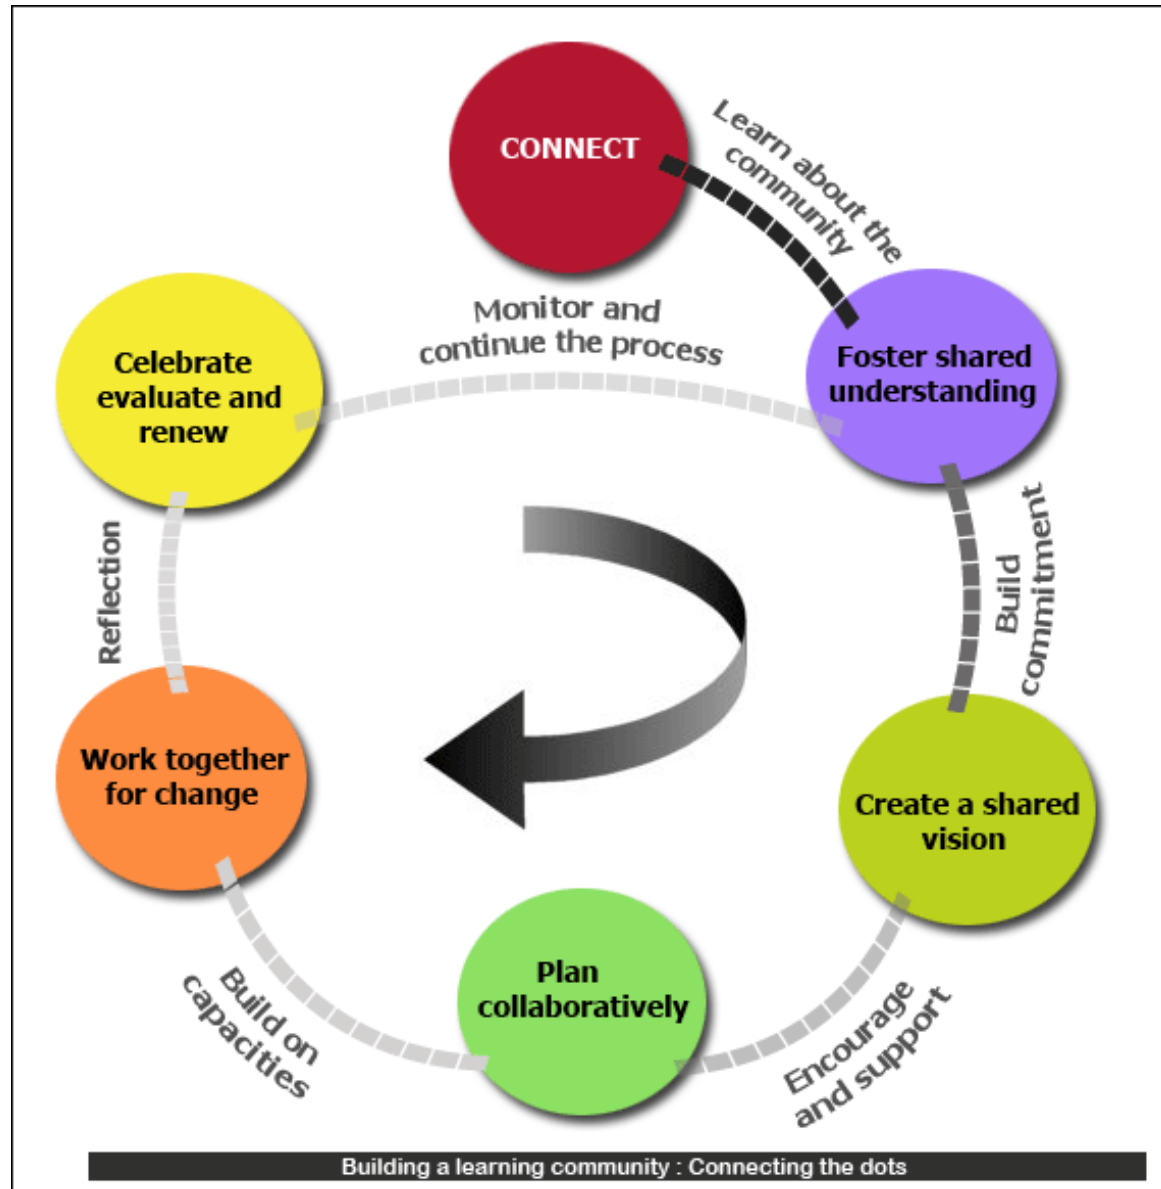 CONNECT
Learn about the
community
Foster shared
understanding
Build
commitment
Create a shared
vision
Encourage
and support
Plan
collaboratively
Build on
capacities
Work together
for change
Reflection
Celebrate
evaluate and
renew
Monitor and
continue the process
Building a learning community : Connecting the dots